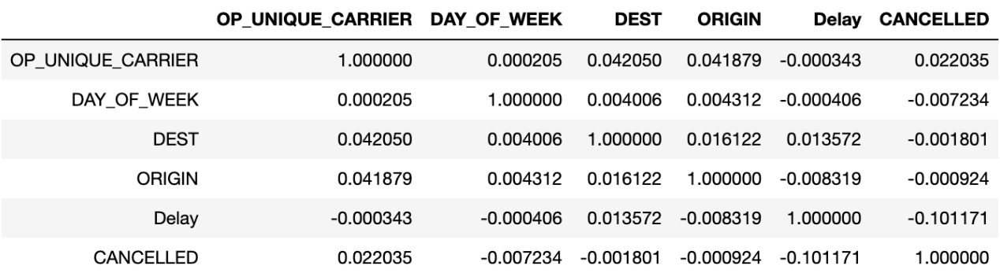 OP_UNIQUE_CARRIER DAY_OF_WEEK DEST ORIGIN Delay CANCELLED
OP_UNIQUE_CARRIER 1.000000 0.000205 0.042050 0.041879 -0.000343 0.022035
DAY_OF_WEEK 0.000205 1.000000 0.004006 0.004312 -0.000406 -0.007234
DEST 0.042050 0.004006 1.000000 0.016122 0.013572 -0.001801
ORIGIN 0.041879 0.004312 0.016122 1.000000 -0.008319 -0.000924
Delay -0.000343 -0.000406 0.013572 -0.008319 1.000000 -0.101171
CANCELLED 0.022035 -0.007234 -0.001801 -0.000924 -0.101171 1.000000